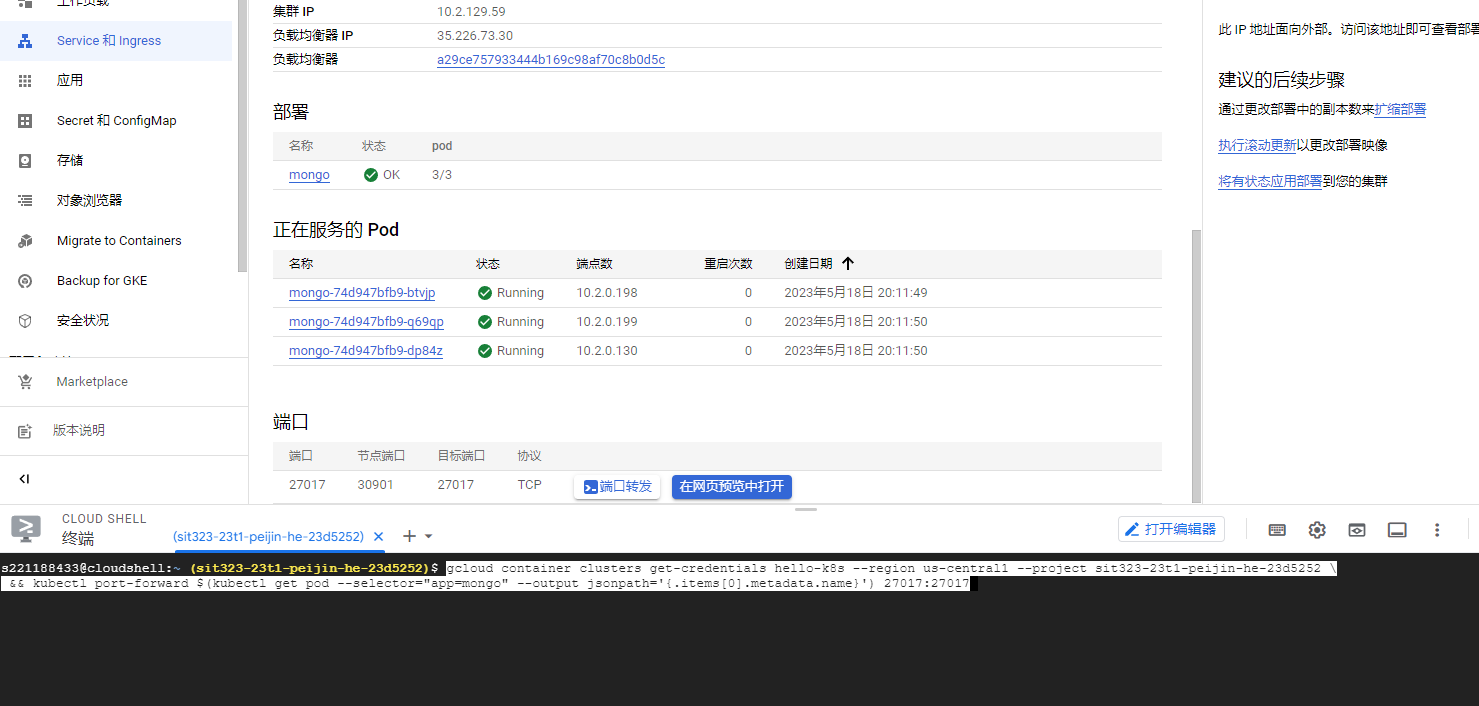 工作负载
Service 和 Ingress
应用
Secret 和 ConfigMap
存储
对象浏览器
Migrate to Containers
Backup for GKE
安全状况
Marketplace
版本说明
集群 IP 10.2.129.59
负载均衡器 IP 35.226.73.30
负载均衡器 a29ce757933444b169c98af70c8b0d5c
部署
名称 状态 pod
mongo OK 3/3
正在服务的 Pod
名称 状态 端点数 重启次数 创建日期
mongo-74d947bfb9-btvjp Running 10.2.0.198 0 2023年5月18日 20:11:49
mongo-74d947bfb9-q69qp Running 10.2.0.199 0 2023年5月18日 20:11:50
mongo-74d947bfb9-dp84z Running 10.2.0.130 0 2023年5月18日 20:11:50
端口
端口 节点端口 目标端口 协议
27017 30901 27017 TCP 端口转发 在网页预览中打开
此 IP 地址面向外部。访问该地址即可查看部署
建议的后续步骤
通过更改部署中的副本数来扩缩部署
执行滚动更新以更改部署映像
将有状态应用部署到您的集群
CLOUD SHELL
终端
(sit323-23t1-peijin-he-23d5252)
打开编辑器
s221188433@cloudshell:~ (sit323-23t1-peijin-he-23d5252)$ gcloud container clusters get-credentials hello-k8s --region us-central1 --project sit323-23t1-peijin-he-23d5252 \
&& kubectl port-forward $(kubectl get pod --selector="app=mongo" --output jsonpath='{.items[0].metadata.name}') 27017:27017